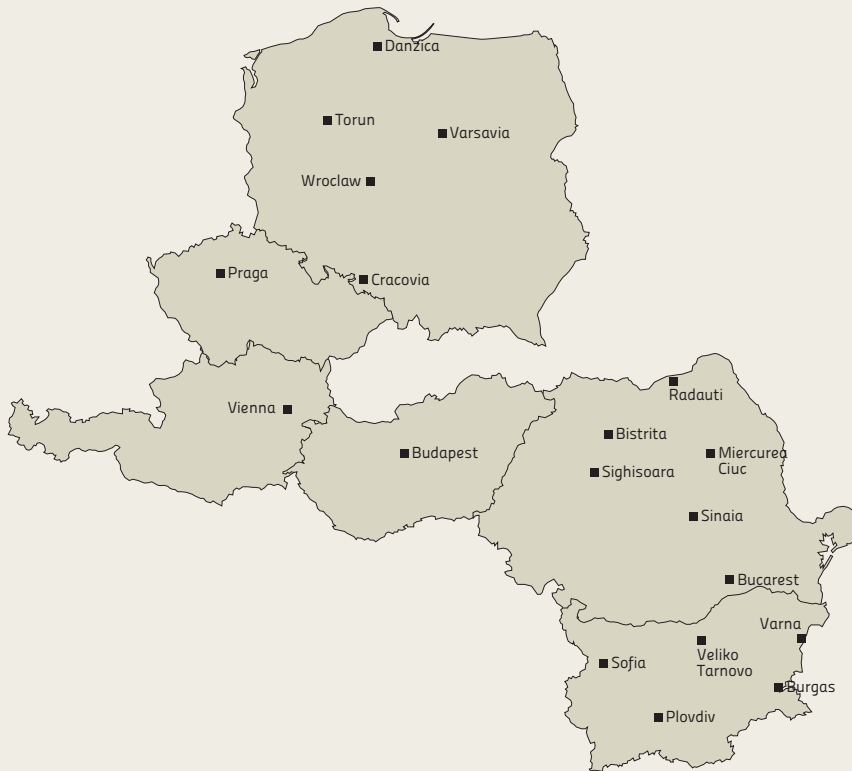 Danzica
Torun
Varsavia
Wroclaw
Praga
Cracovia
Radauti
Vienna
Bistrita
Budapest
Miercurea
Ciuc
Sighisoara
Sinaia
Bucarest
Varna
Veliko
Tarnovo
Sofia
Burgas
Plovdiv